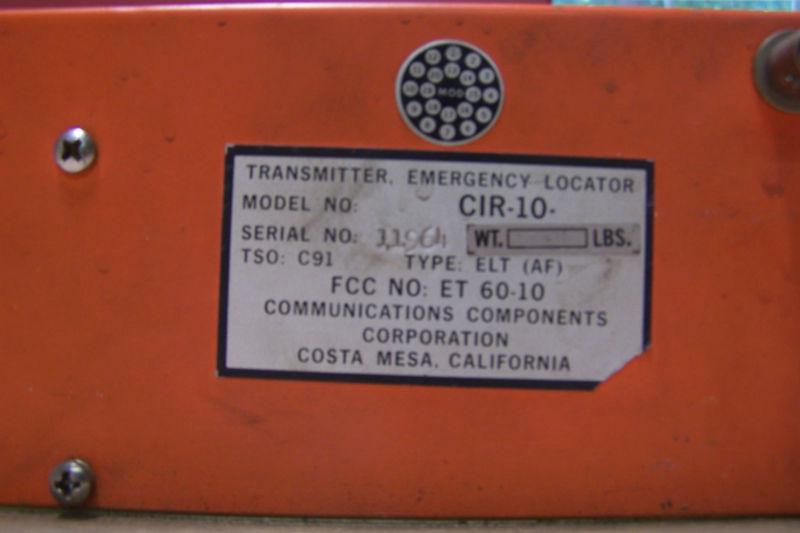 MOD
TRANSMITTER, EMERGENCY LOCATOR
MODEL NO: CIR-10-
SERIAL NO: 11964 WT. LBS.
TSO: C91 TYPE: ELT (AF)
FCC NO: ET 60-10
COMMUNICATIONS COMPONENTS
CORPORATION
COSTA MESA, CALIFORNIA